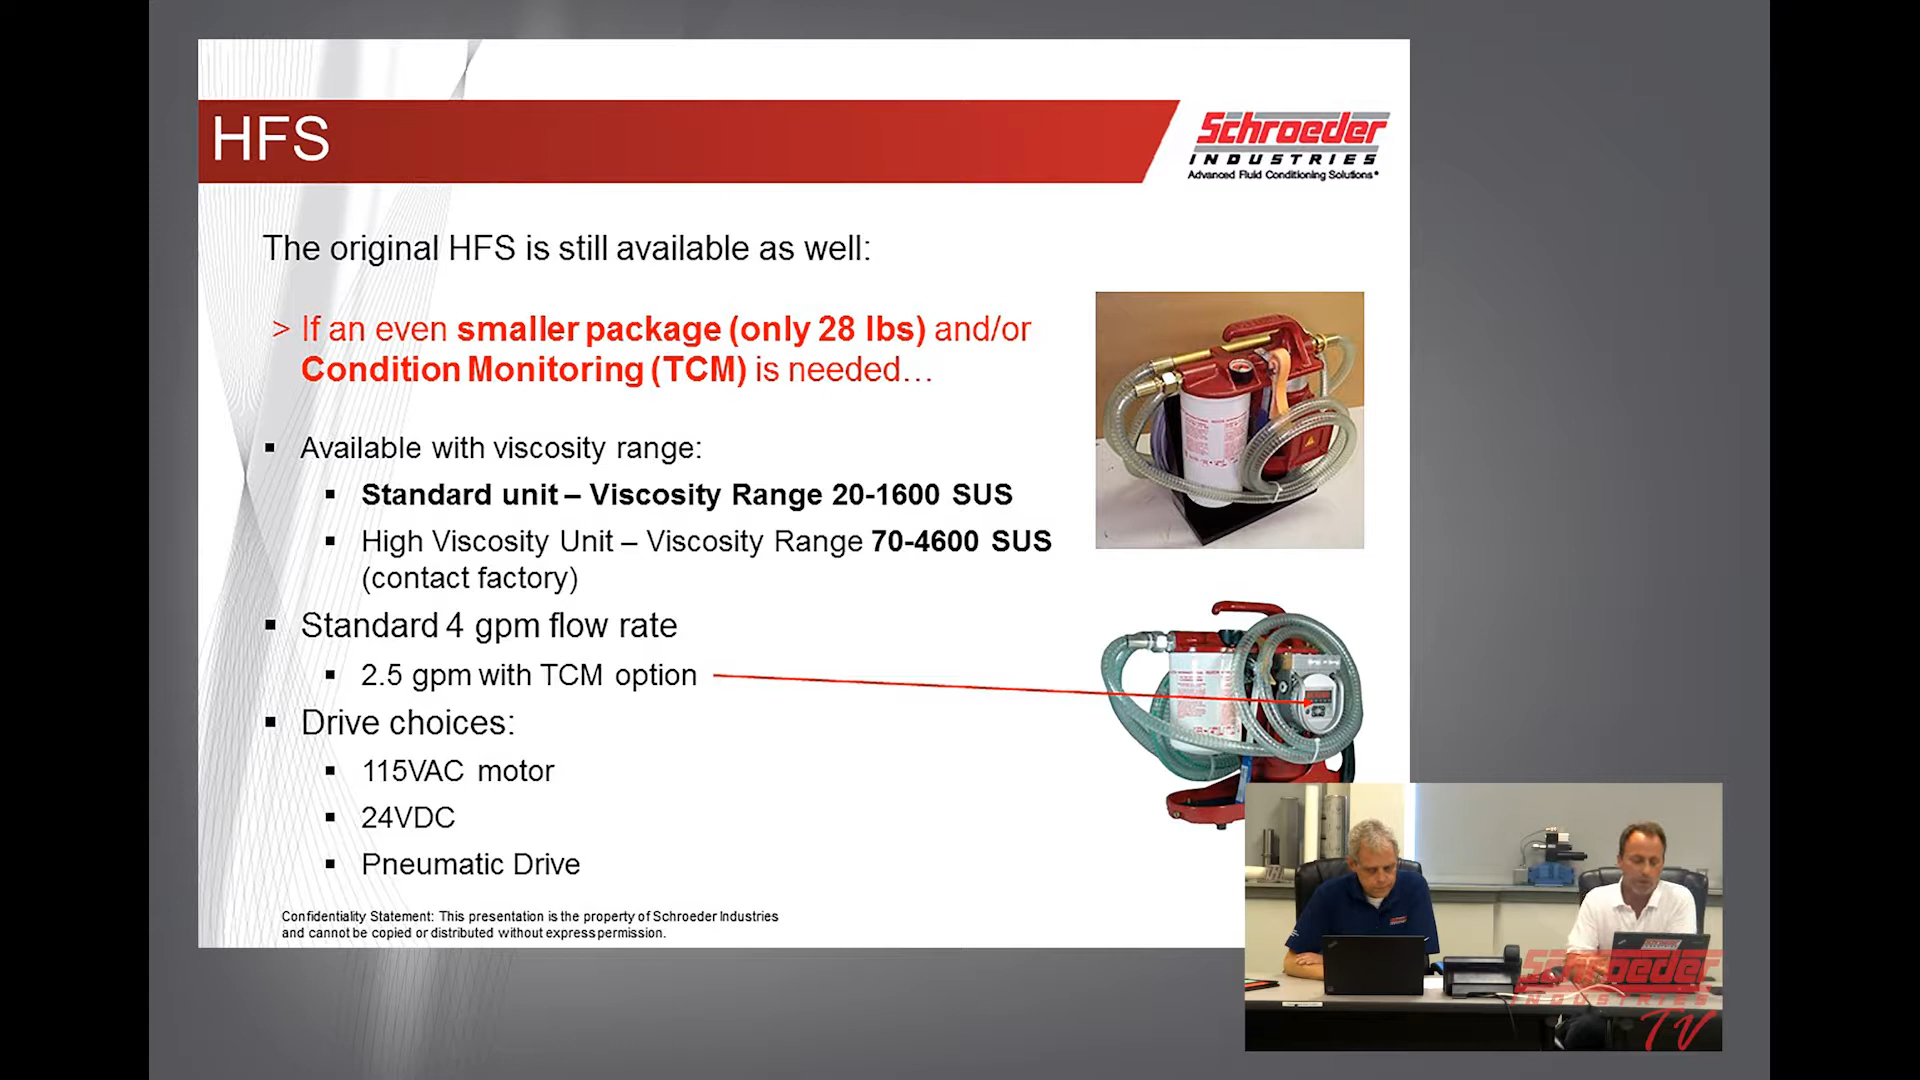 HFS
Schroeder
INDUSTRIES
Advanced Fluid Conditioning Solutions®
The original HFS is still available as well:
> If an even smaller package (only 28 lbs) and/or
Condition Monitoring (TCM) is needed...
▪ Available with viscosity range:
▪ Standard unit – Viscosity Range 20-1600 SUS
▪ High Viscosity Unit – Viscosity Range 70-4600 SUS
(contact factory)
▪ Standard 4 gpm flow rate
▪ 2.5 gpm with TCM option
▪ Drive choices:
▪ 115VAC motor
▪ 24VDC
▪ Pneumatic Drive
Confidentiality Statement: This presentation is the property of Schroeder Industries
and cannot be copied or distributed without express permission.
Schroeder
INDUSTRIES
TV